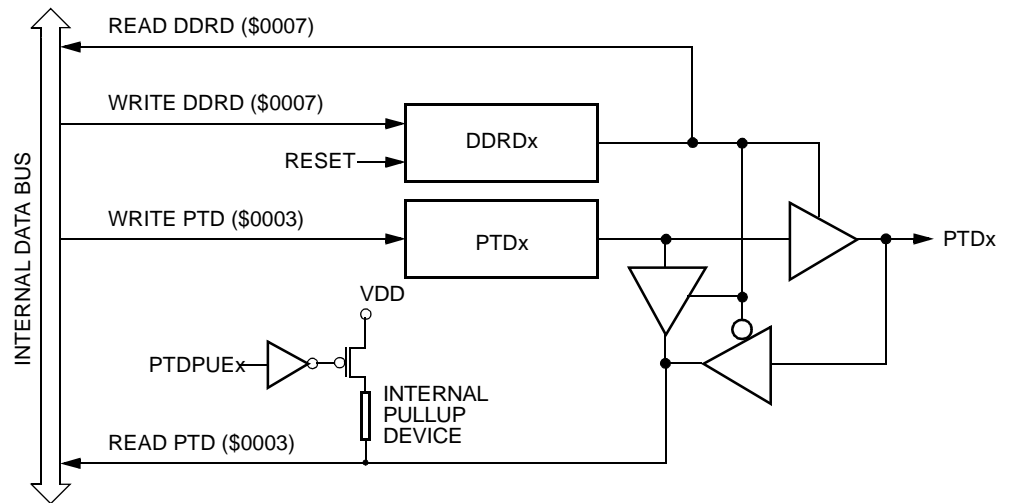 READ DDRD ($0007)
WRITE DDRD ($0007)
DDRDx
RESET
WRITE PTD ($0003)
PTDx
PTDx
INTERNAL DATA BUS
VDD
PTDPUEx
INTERNAL
PULLUP
DEVICE
READ PTD ($0003)